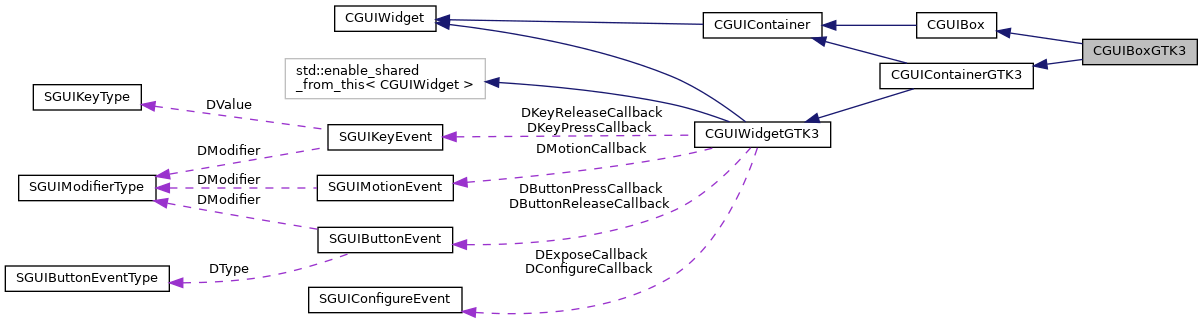 CGUIWidget
CGUIContainer
CGUIBox
CGUIBoxGTK3
std::enable_shared
_from_this< CGUIWidget >
CGUIContainerGTK3
SGUIKeyType
DValue
SGUIKeyEvent
DKeyReleaseCallback
DKeyPressCallback
CGUIWidgetGTK3
DModifier
DMotionCallback
SGUIModifierType
DModifier
SGUIMotionEvent
DModifier
DButtonPressCallback
DButtonReleaseCallback
SGUIButtonEvent
SGUIButtonEventType
DType
DExposeCallback
DConfigureCallback
SGUIConfigureEvent